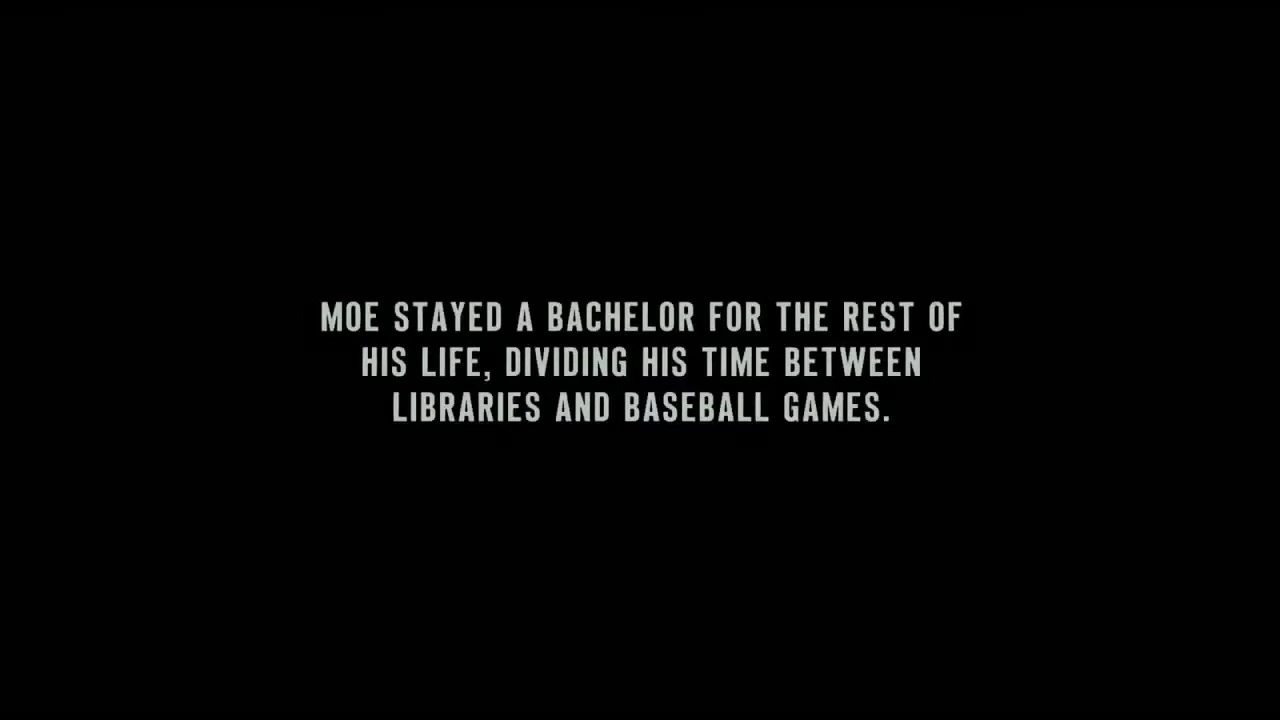 MOE STAYED A BACHELOR FOR THE REST OF
HIS LIFE, DIVIDING HIS TIME BETWEEN
LIBRARIES AND BASEBALL GAMES.